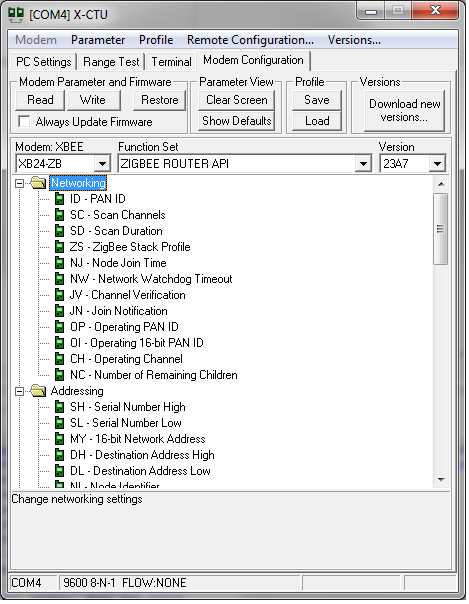 [COM4] X-CTU
Modem Parameter Profile Remote Configuration... Versions...
PC Settings Range Test Terminal Modem Configuration
Modem Parameter and Firmware Parameter View Profile Versions
Read Write Restore Clear Screen Save Download new versions...
Always Update Firmware Show Defaults Load
Modem: XBEE Function Set Version
XB24-ZB ZIGBEE ROUTER API 23A7
Networking
ID - PAN ID
SC - Scan Channels
SD - Scan Duration
ZS - ZigBee Stack Profile
NJ - Node Join Time
NW - Network Watchdog Timeout
JV - Channel Verification
JN - Join Notification
OP - Operating PAN ID
OI - Operating 16-bit PAN ID
CH - Operating Channel
NC - Number of Remaining Children
Addressing
SH - Serial Number High
SL - Serial Number Low
MY - 16-bit Network Address
DH - Destination Address High
DL - Destination Address Low
NI - Node Identifier
Change networking settings
COM4 9600 8-N-1 FLOW:NONE